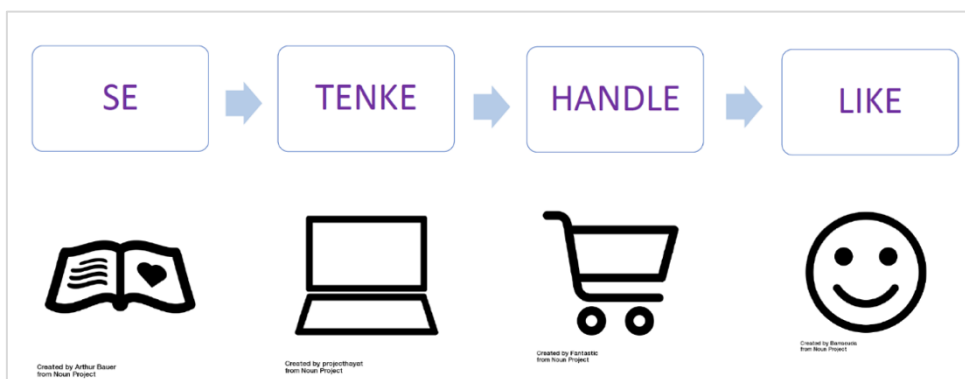 SE
TENKE
HANDLE
LIKE
Created by Arthur Bauer
from Noun Project
Created by projecthayat
from Noun Project
Created by Fantastic
from Noun Project
Created by Barracuda
from Noun Project